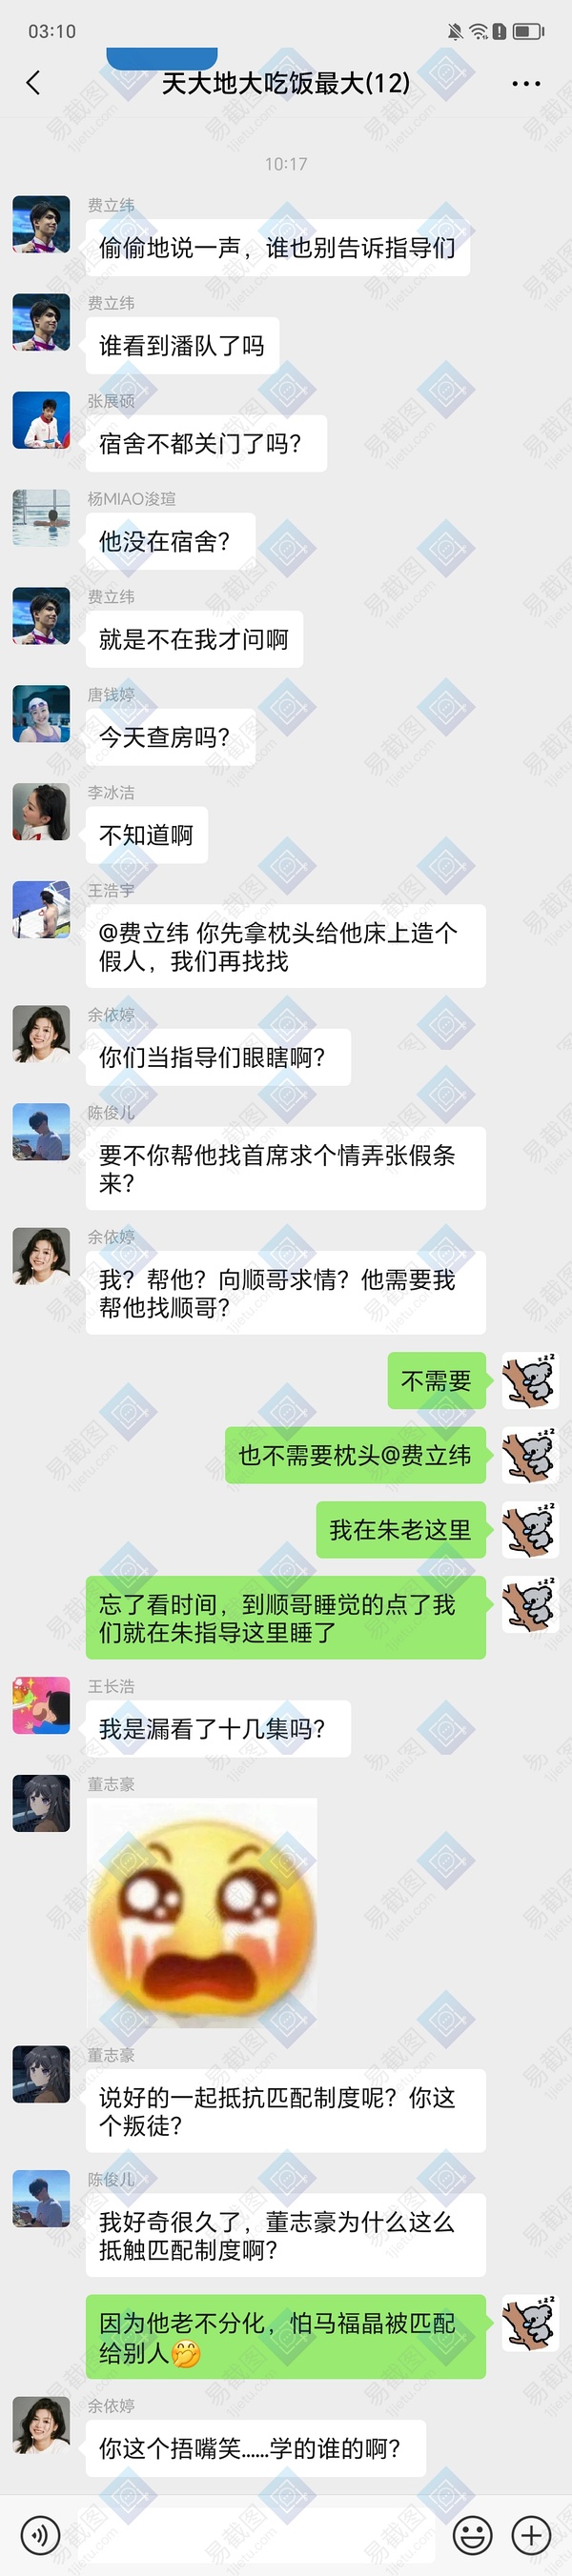 03:10
天大地大吃饭最大(12)
10:17
费立纬
偷偷地说一声，谁也别告诉指导们
费立纬
谁看到潘队了吗
张展硕
宿舍不都关门了吗？
杨MIAO浚瑄
他没在宿舍？
费立纬
就是不在我才问啊
唐钱婷
今天查房吗？
李冰洁
不知道啊
王浩宇
@费立纬 你先拿枕头给他床上造个
假人，我们再找找
余依婷
你们当指导们眼瞎啊？
陈俊儿
要不你帮他找首席求个情弄张假条
来？
余依婷
我？帮他？向顺哥求情？他需要我
帮他找顺哥？
不需要
也不需要枕头@费立纬
我在朱老这里
忘了看时间，到顺哥睡觉的点了我
们就在朱指导这里睡了
王长浩
我是漏看了十几集吗？
董志豪
董志豪
说好的一起抵抗匹配制度呢？你这
个叛徒？
陈俊儿
我好奇很久了，董志豪为什么这么
抵触匹配制度啊？
因为他老不分化，怕马福晶被匹配
给别人🤭
余依婷
你这个捂嘴笑……学的谁的啊？
易截图
1jietu.com